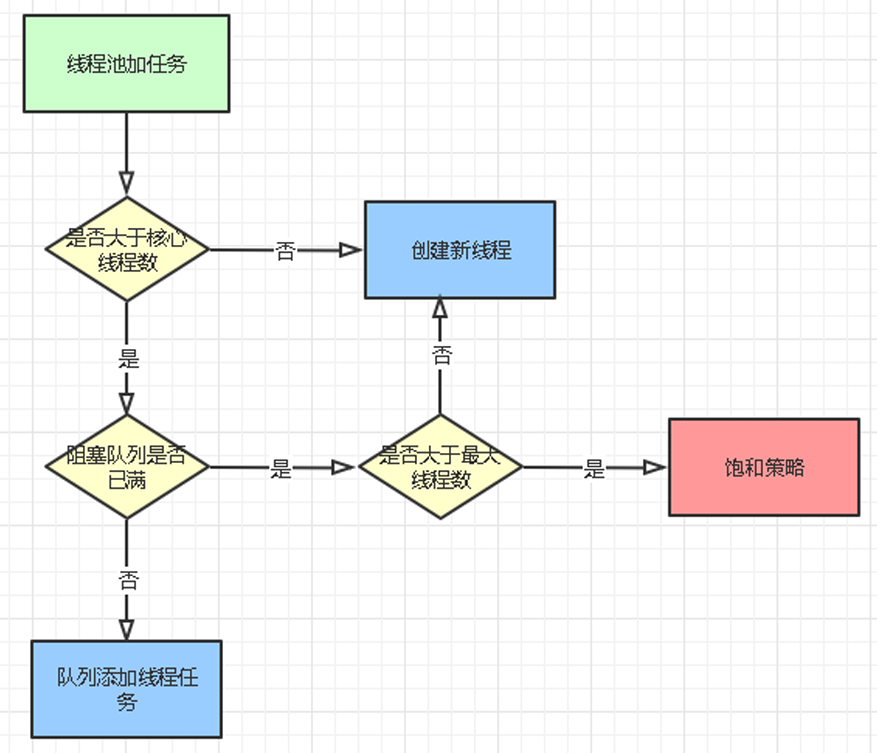 线程池加任务
是否大于核心
线程数
否
创建新线程
是
否
阻塞队列是否
已满
是
是否大于最大
线程数
是
饱和策略
否
队列添加线程任
务